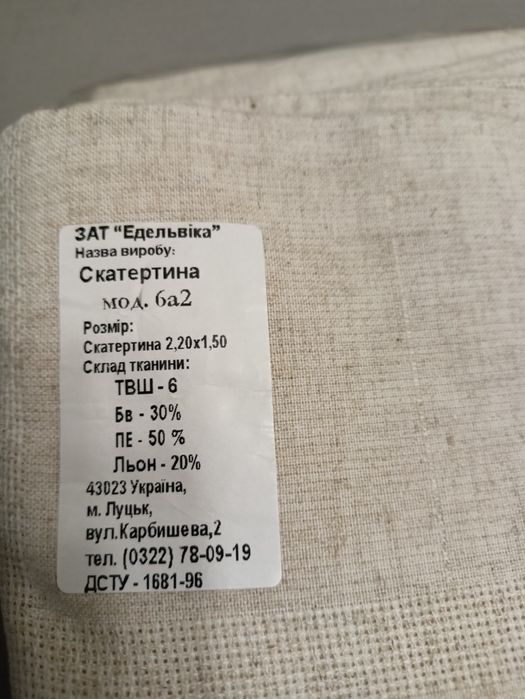 ЗАТ “Едельвіка”
Назва виробу:
Скатертина
мод. 6а2
Розмір:
Скатертина 2,20х1,50
Склад тканини:
ТВШ - 6
Бв - 30%
ПЕ - 50 %
Льон - 20%
43023 Україна,
м. Луцьк,
вул.Карбишева,2
тел. (0322) 78-09-19
ДСТУ - 1681-96